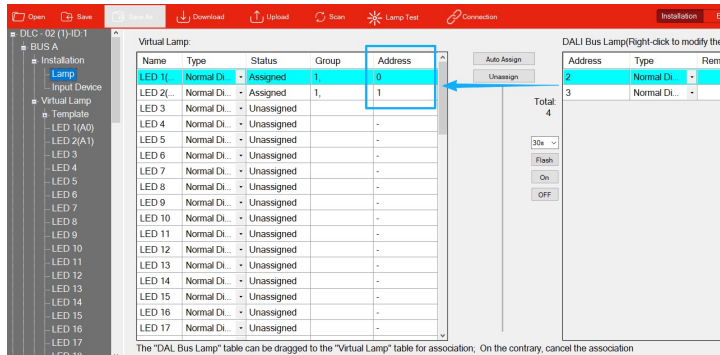 Open Save Save As Download Upload Scan Lamp Test Connection Installation
DLC - 02 (1)-ID:1
BUS A
Installation
Lamp
Input Device
Virtual Lamp
Template
LED 1(A0)
LED 2(A1)
LED 3
LED 4
LED 5
LED 6
LED 7
LED 8
LED 9
LED 10
LED 11
LED 12
LED 13
LED 14
LED 15
LED 16
LED 17
LED 18
Virtual Lamp:
Name Type Status Group Address
LED 1(... Normal Di... Assigned 1, 0
LED 2(... Normal Di... Assigned 1, 1
LED 3 Normal Di... Unassigned -
LED 4 Normal Di... Unassigned -
LED 5 Normal Di... Unassigned -
LED 6 Normal Di... Unassigned -
LED 7 Normal Di... Unassigned -
LED 8 Normal Di... Unassigned -
LED 9 Normal Di... Unassigned -
LED 10 Normal Di... Unassigned -
LED 11 Normal Di... Unassigned -
LED 12 Normal Di... Unassigned -
LED 13 Normal Di... Unassigned -
LED 14 Normal Di... Unassigned -
LED 15 Normal Di... Unassigned -
LED 16 Normal Di... Unassigned -
LED 17 Normal Di... Unassigned -
Auto Assign
Unassign
Total:
4
30s
Flash
On
OFF
DALI Bus Lamp(Right-click to modify the
Address Type Rem
2 Normal Di...
3 Normal Di...
The "DAL Bus Lamp" table can be dragged to the "Virtual Lamp" table for association; On the contrary, cancel the association